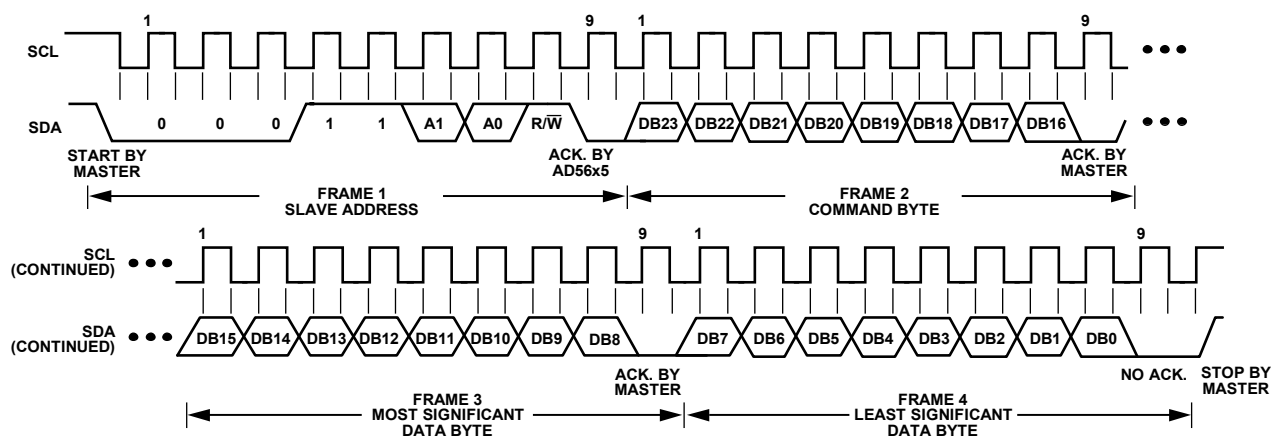 1 9 1 9
SCL
SDA 0 0 0 1 1 A1 A0 R/W̅ DB23 DB22 DB21 DB20 DB19 DB18 DB17 DB16
START BY
MASTER
ACK. BY
AD56x5
ACK. BY
MASTER
FRAME 1
SLAVE ADDRESS
FRAME 2
COMMAND BYTE
1 9 1 9
SCL
(CONTINUED)
SDA
(CONTINUED)
DB15 DB14 DB13 DB12 DB11 DB10 DB9 DB8 DB7 DB6 DB5 DB4 DB3 DB2 DB1 DB0
ACK. BY
MASTER
NO ACK.
STOP BY
MASTER
FRAME 3
MOST SIGNIFICANT
DATA BYTE
FRAME 4
LEAST SIGNIFICANT
DATA BYTE